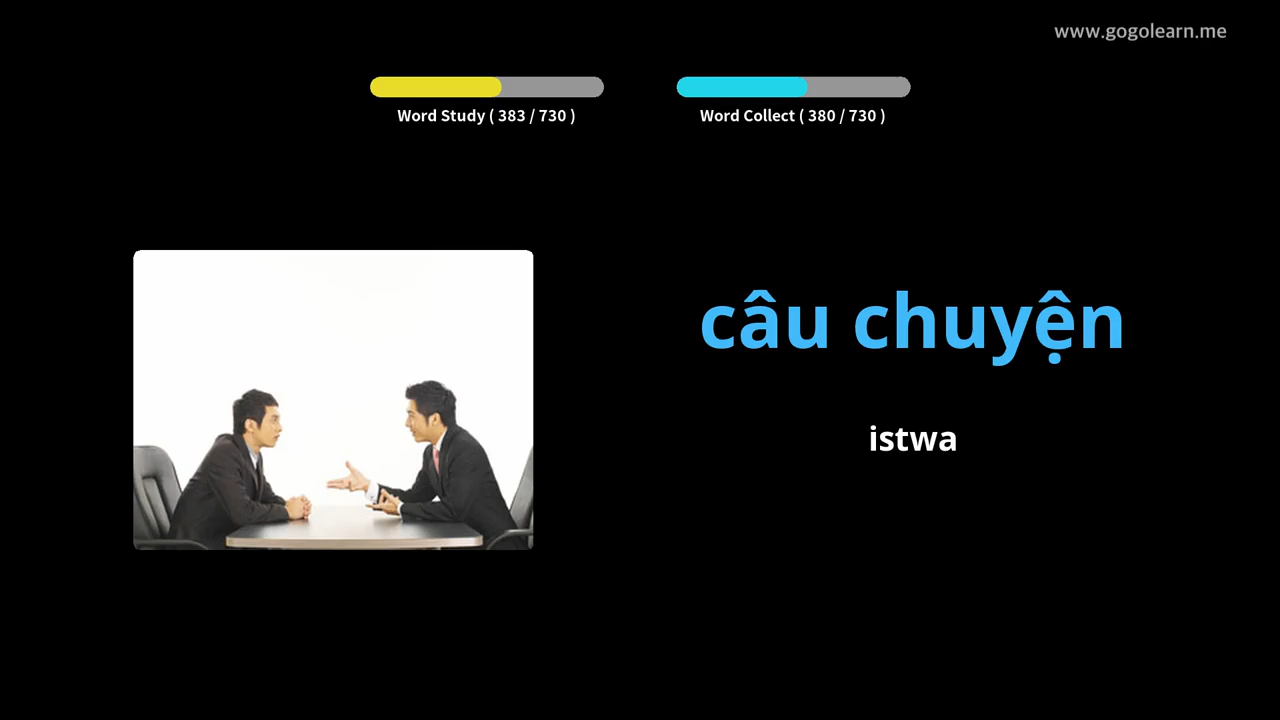 www.gogolearn.me
Word Study ( 383 / 730 )
Word Collect ( 380 / 730 )
câu chuyện
istwa